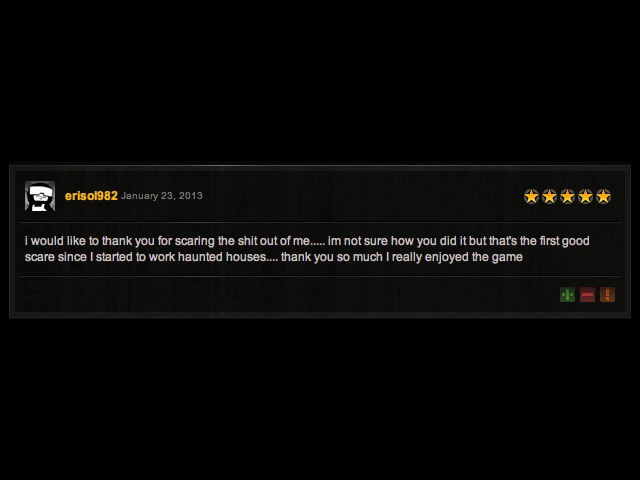 erisol982 January 23, 2013
i would like to thank you for scaring the shit out of me..... im not sure how you did it but that's the first good
scare since I started to work haunted houses.... thank you so much I really enjoyed the game